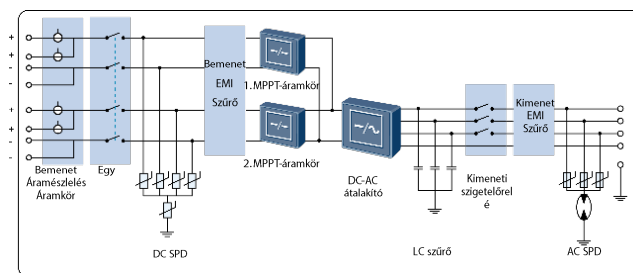 +
+
-
-
+
+
-
-
Bemenet
Áramészlelés
Áramkör
Egy
DC SPD
Bemenet
EMI
Szűrő
1.MPPT-áramkör
2.MPPT-áramkör
DC-AC
átalakító
LC szűrő
Kimeneti
szigetelőrel
é
Kimenet
EMI
Szűrő
AC SPD